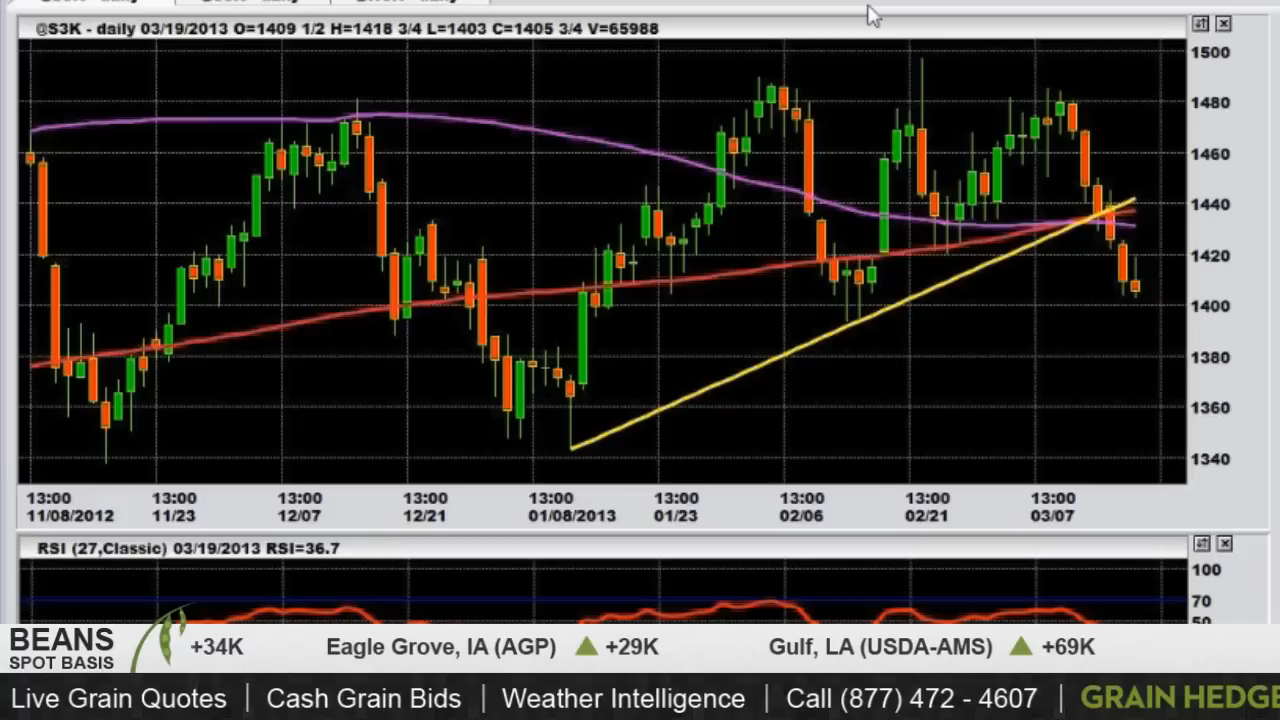 @S3K - daily 03/19/2013 O=1409 1/2 H=1418 3/4 L=1403 C=1405 3/4 V=65988
1500
1480
1460
1440
1420
1400
1380
1360
1340
13:00 13:00 13:00 13:00 13:00 13:00 13:00 13:00 13:00
11/08/2012 11/23 12/07 12/21 01/08/2013 01/23 02/06 02/21 03/07
RSI (27,Classic) 03/19/2013 RSI=36.7
100
70
50
BEANS
SPOT BASIS
+34K Eagle Grove, IA (AGP) +29K Gulf, LA (USDA-AMS) +69K
Live Grain Quotes | Cash Grain Bids | Weather Intelligence | Call (877) 472 - 4607 | GRAIN HEDGE